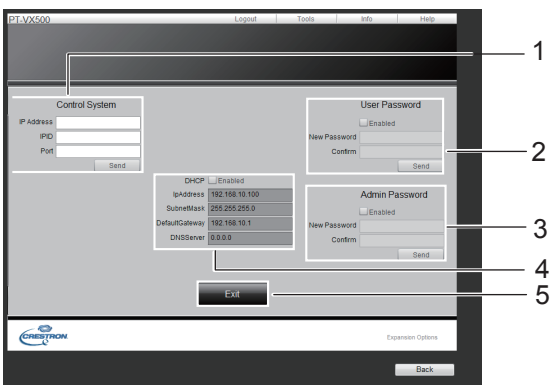 PT-VX500
Logout Tools Info Help
1
Control System
IP Address
IPID
Port
Send
User Password
Enabled
New Password
Confirm
Send
2
DHCP Enabled
IpAddress 192.168.10.100
SubnetMask 255.255.255.0
DefaultGateway 192.168.10.1
DNSServer 0.0.0.0
Admin Password
Enabled
New Password
Confirm
Send
3
4
Exit
5
CRESTRON
Expansion Options
Back